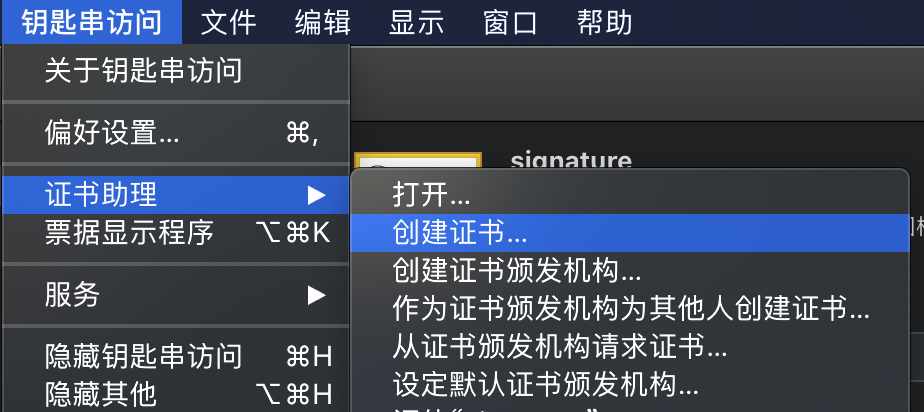 钥匙串访问 文件 编辑 显示 窗口 帮助
关于钥匙串访问
偏好设置... ⌘,
证书助理 ▶
票据显示程序 ⌥⌘K
服务 ▶
隐藏钥匙串访问 ⌘H
隐藏其他 ⌥⌘H
signature
打开...
创建证书...
创建证书颁发机构...
作为证书颁发机构为其他人创建证书...
从证书颁发机构请求证书...
设定默认证书颁发机构...